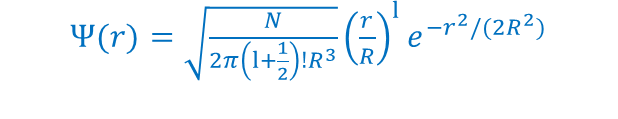 Ψ(r) = √(N / (2π(l+1/2)!R³)) (r/R)^l e^(−r²/(2R²))